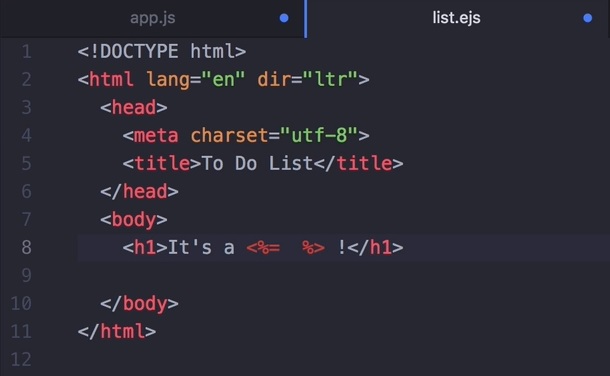 app.js list.ejs
1 <!DOCTYPE html>
2 <html lang="en" dir="ltr">
3 <head>
4 <meta charset="utf-8">
5 <title>To Do List</title>
6 </head>
7 <body>
8 <h1>It's a <%=  %> !</h1>
9
10 </body>
11 </html>
12